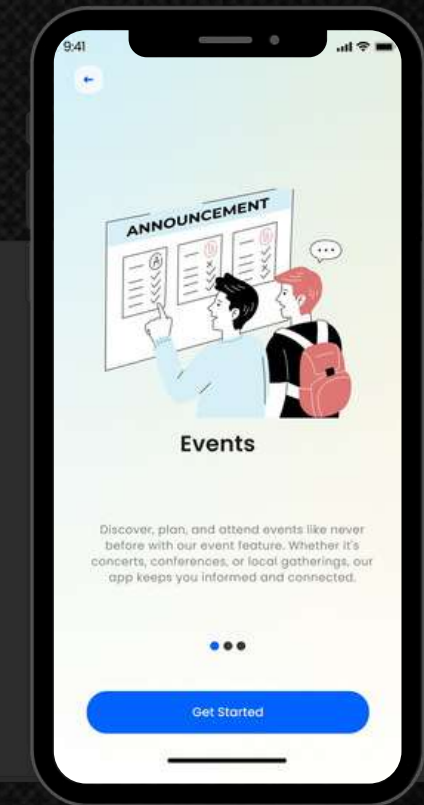 9:41
ANNOUNCEMENT
A
B
B
Events
Discover, plan, and attend events like never
before with our event feature. Whether it's
concerts, conferences, or local gatherings, our
app keeps you informed and connected.
Get Started